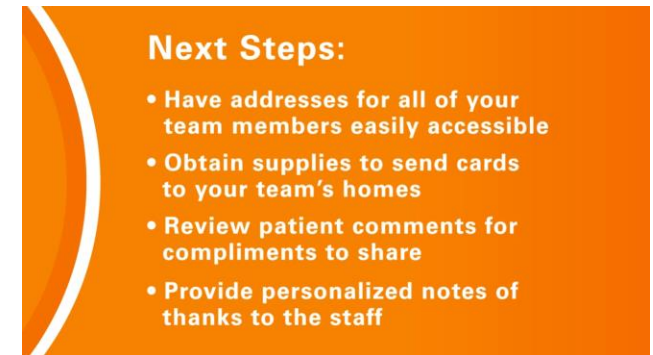 Next Steps:
• Have addresses for all of your
team members easily accessible
• Obtain supplies to send cards
to your team's homes
• Review patient comments for
compliments to share
• Provide personalized notes of
thanks to the staff